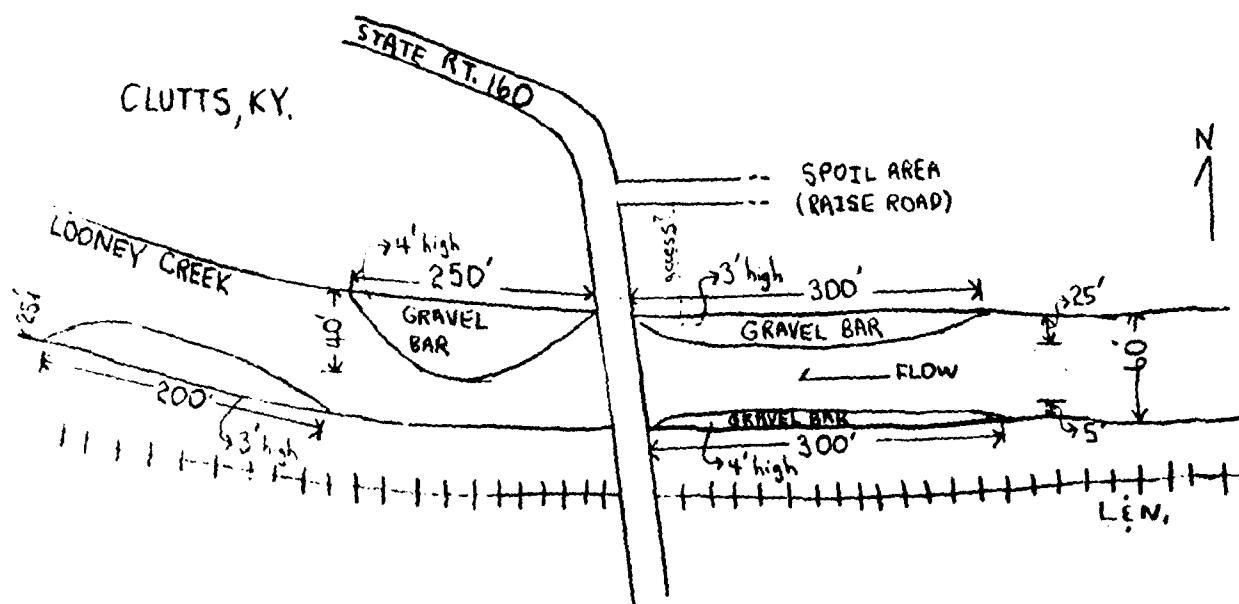 STATE RT. 160
CLUTTS, KY.
N
SPOIL AREA
(RAISE ROAD)
access?
LOONEY CREEK
4' high
250'
3' high
300'
25'
GRAVEL
BAR
GRAVEL BAR
40'
25'
FLOW
60'
200'
3' high
GRAVEL BAR
5'
300'
4' high
L&N.